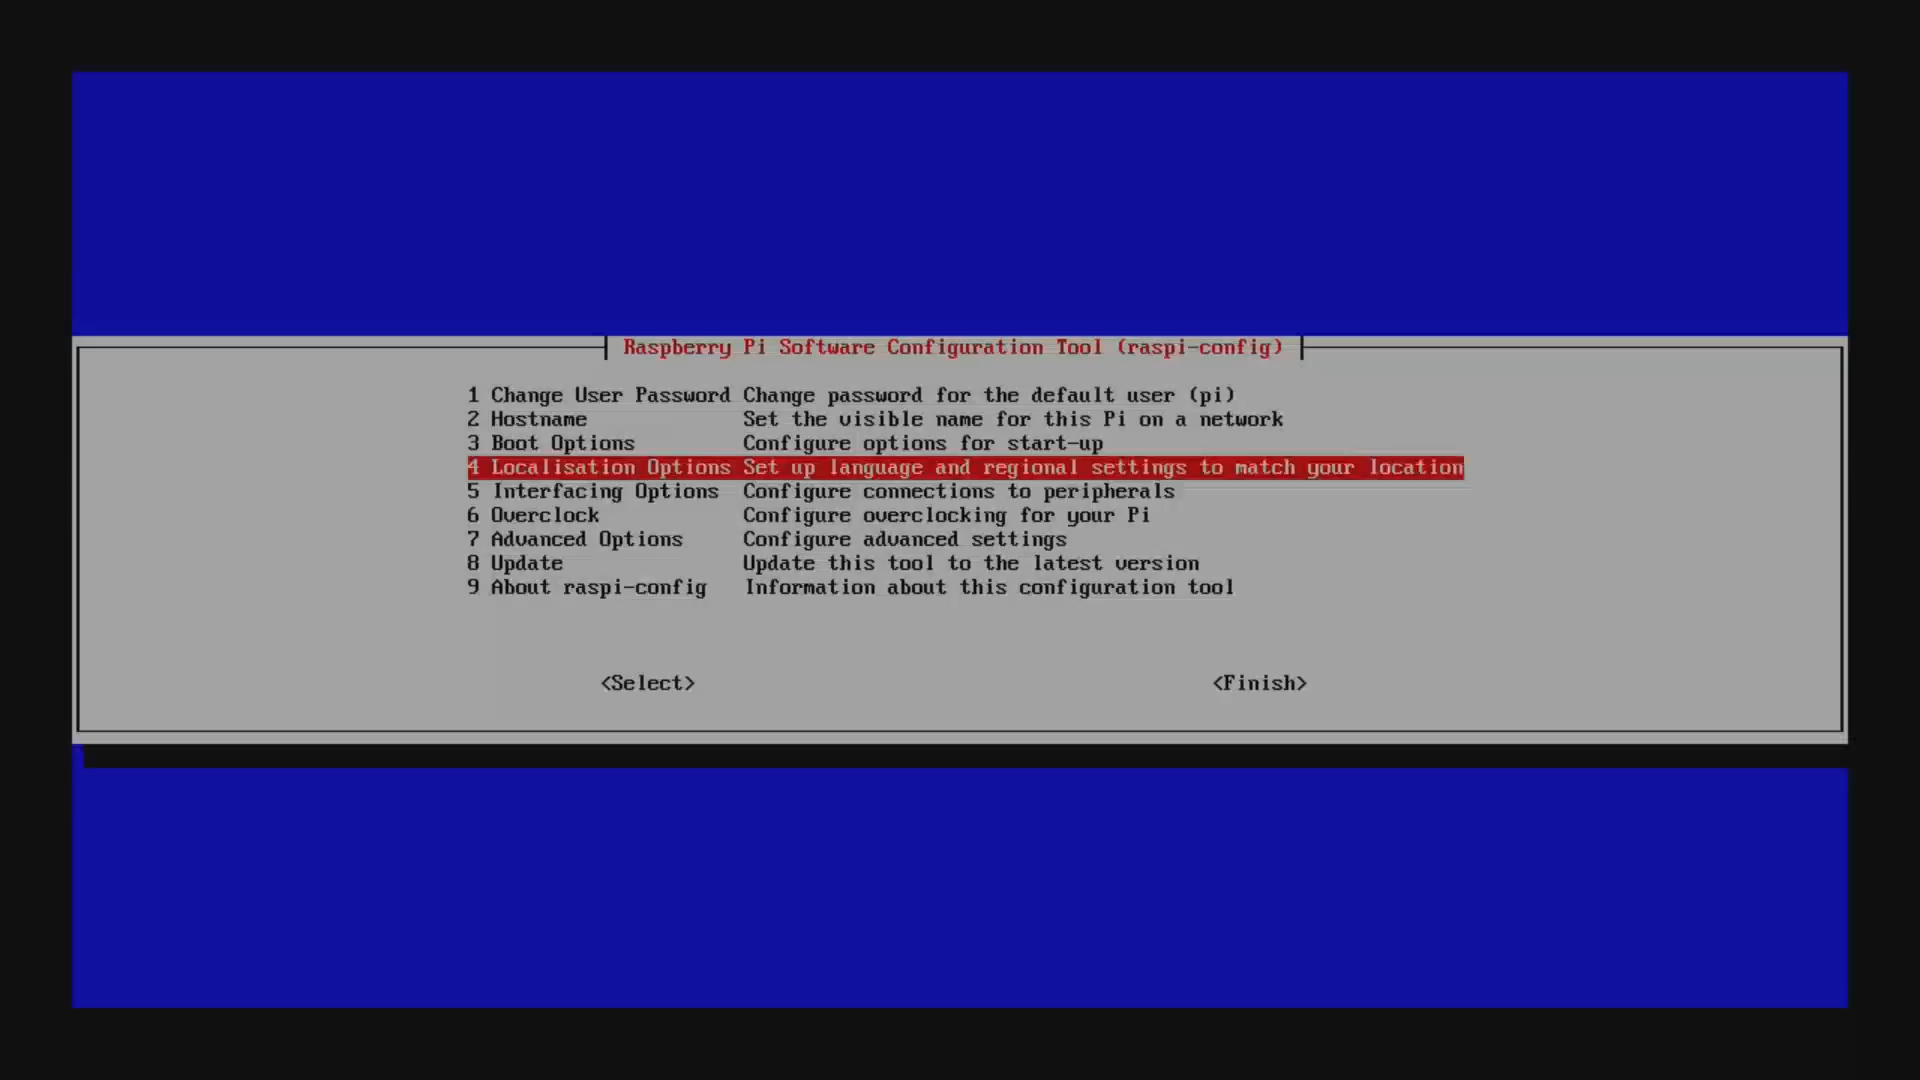 Raspberry Pi Software Configuration Tool (raspi-config)
1 Change User Password Change password for the default user (pi)
2 Hostname Set the visible name for this Pi on a network
3 Boot Options Configure options for start-up
4 Localisation Options Set up language and regional settings to match your location
5 Interfacing Options Configure connections to peripherals
6 Overclock Configure overclocking for your Pi
7 Advanced Options Configure advanced settings
8 Update Update this tool to the latest version
9 About raspi-config Information about this configuration tool
<Select> <Finish>